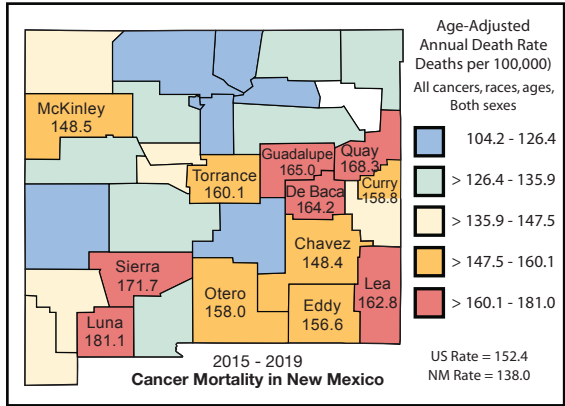 Age-Adjusted
Annual Death Rate
Deaths per 100,000)
All cancers, races, ages,
Both sexes
104.2 - 126.4
> 126.4 - 135.9
> 135.9 - 147.5
> 147.5 - 160.1
> 160.1 - 181.0
US Rate = 152.4
NM Rate = 138.0
McKinley
148.5
Guadalupe
165.0
Quay
168.3
Torrance
160.1
De Baca
164.2
Curry
158.8
Chavez
148.4
Sierra
171.7
Otero
158.0
Eddy
156.6
Lea
162.8
Luna
181.1
2015 - 2019
Cancer Mortality in New Mexico